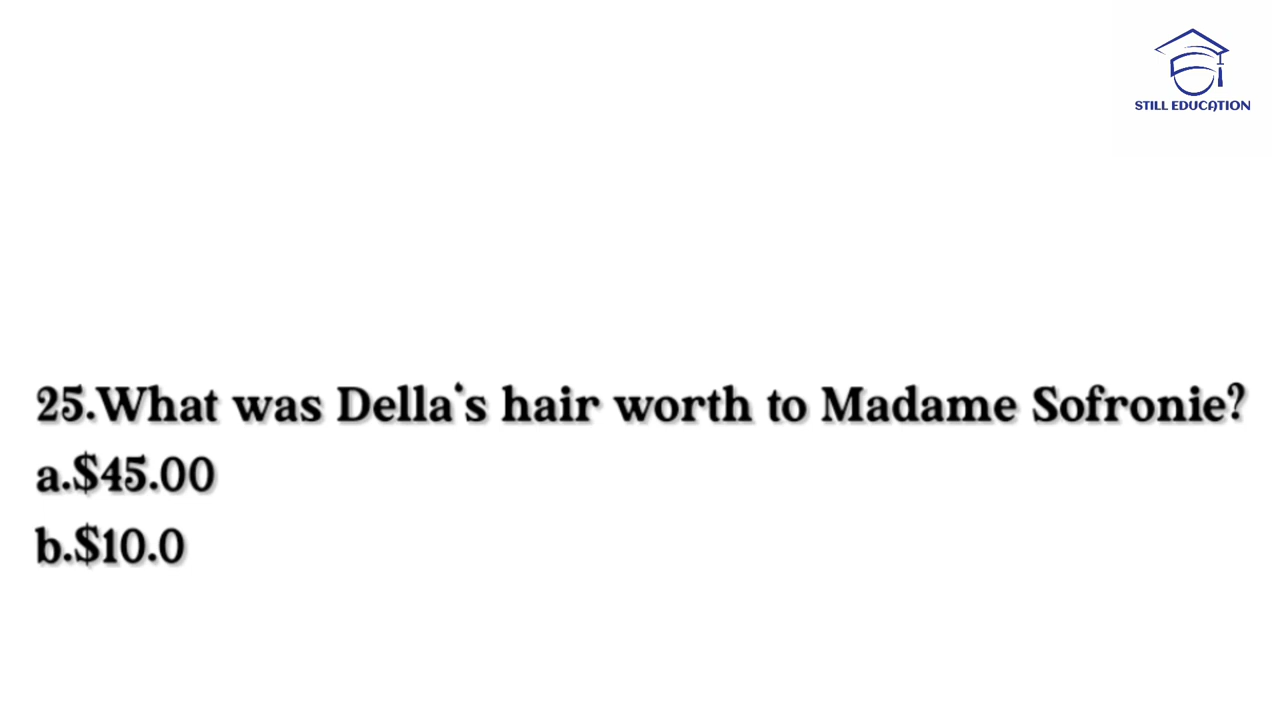 STILL EDUCATION
25.What was Della's hair worth to Madame Sofronie?
a.$45.00
b.$10.0